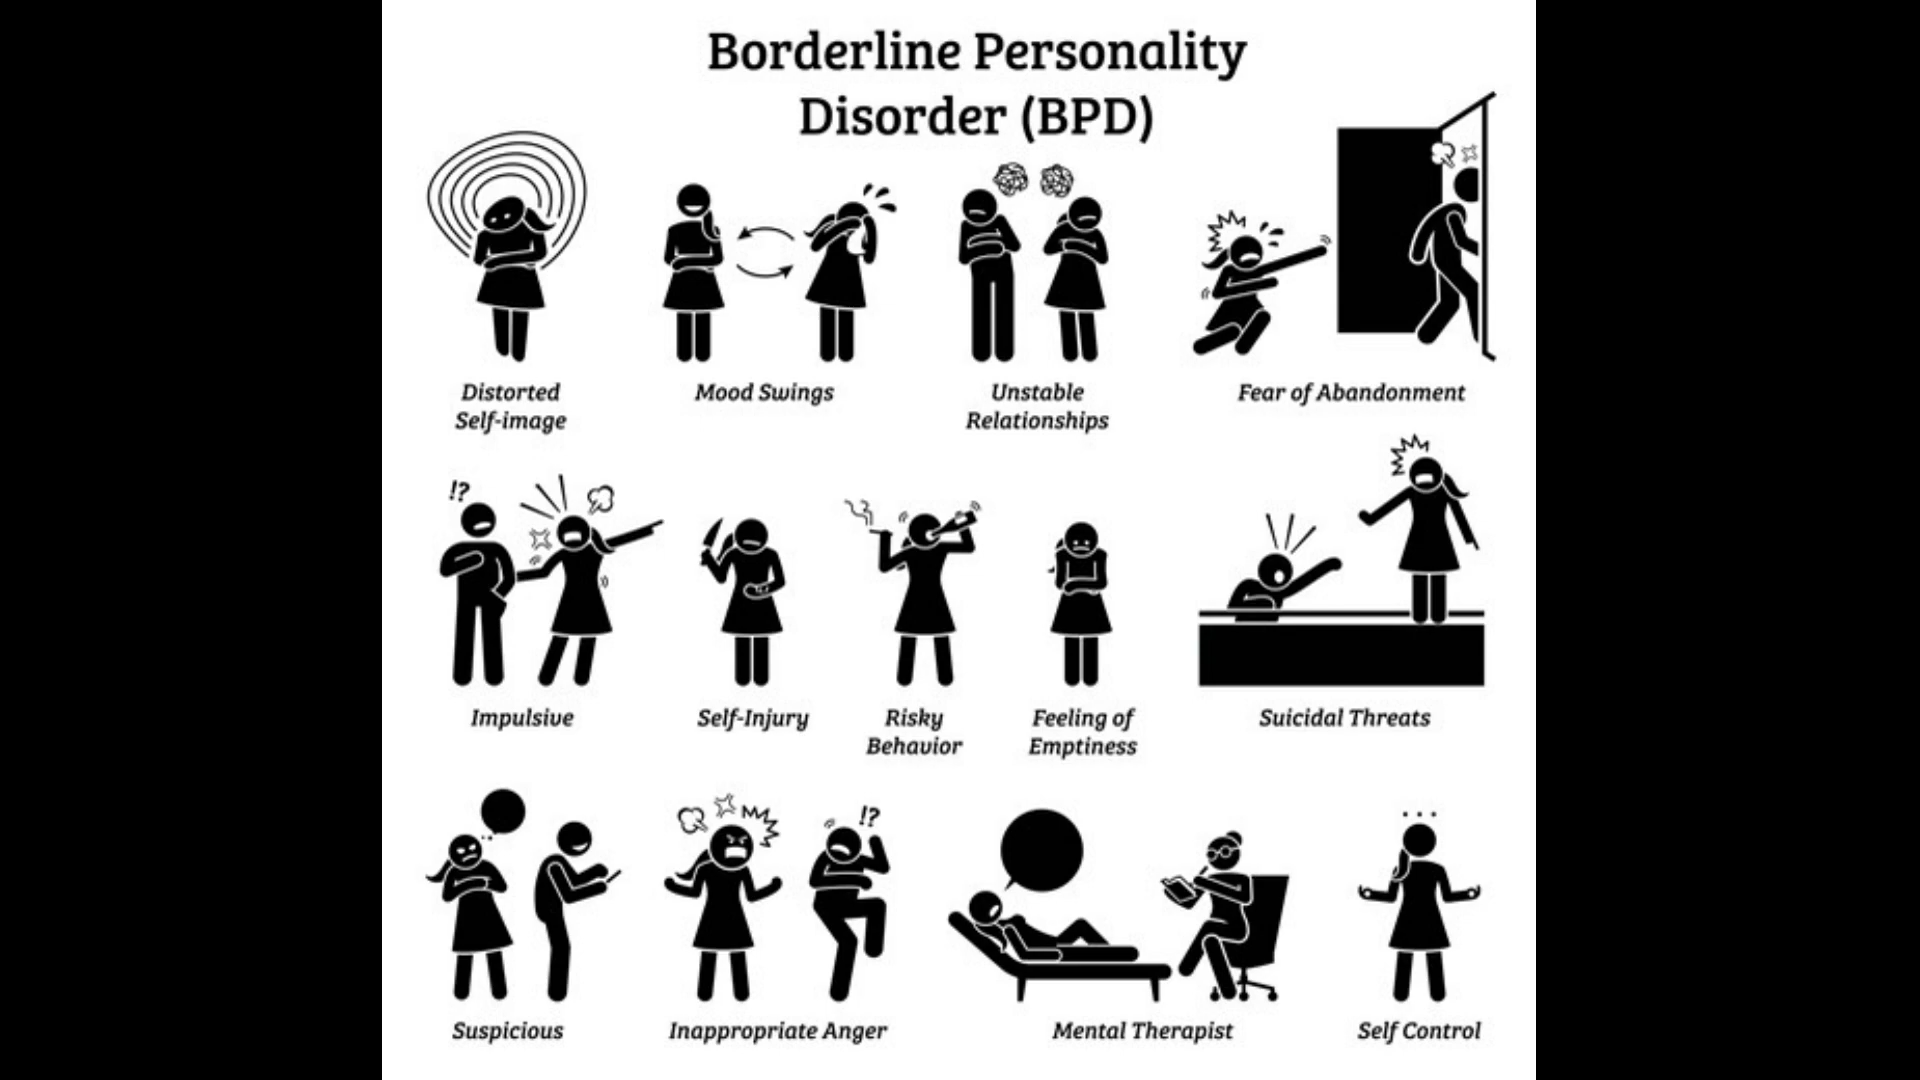 Borderline Personality
Disorder (BPD)
Distorted
Self-image
Mood Swings
Unstable
Relationships
Fear of Abandonment
!?
Impulsive
Self-Injury
Risky
Behavior
Feeling of
Emptiness
Suicidal Threats
Suspicious
!?
Inappropriate Anger
Mental Therapist
Self Control